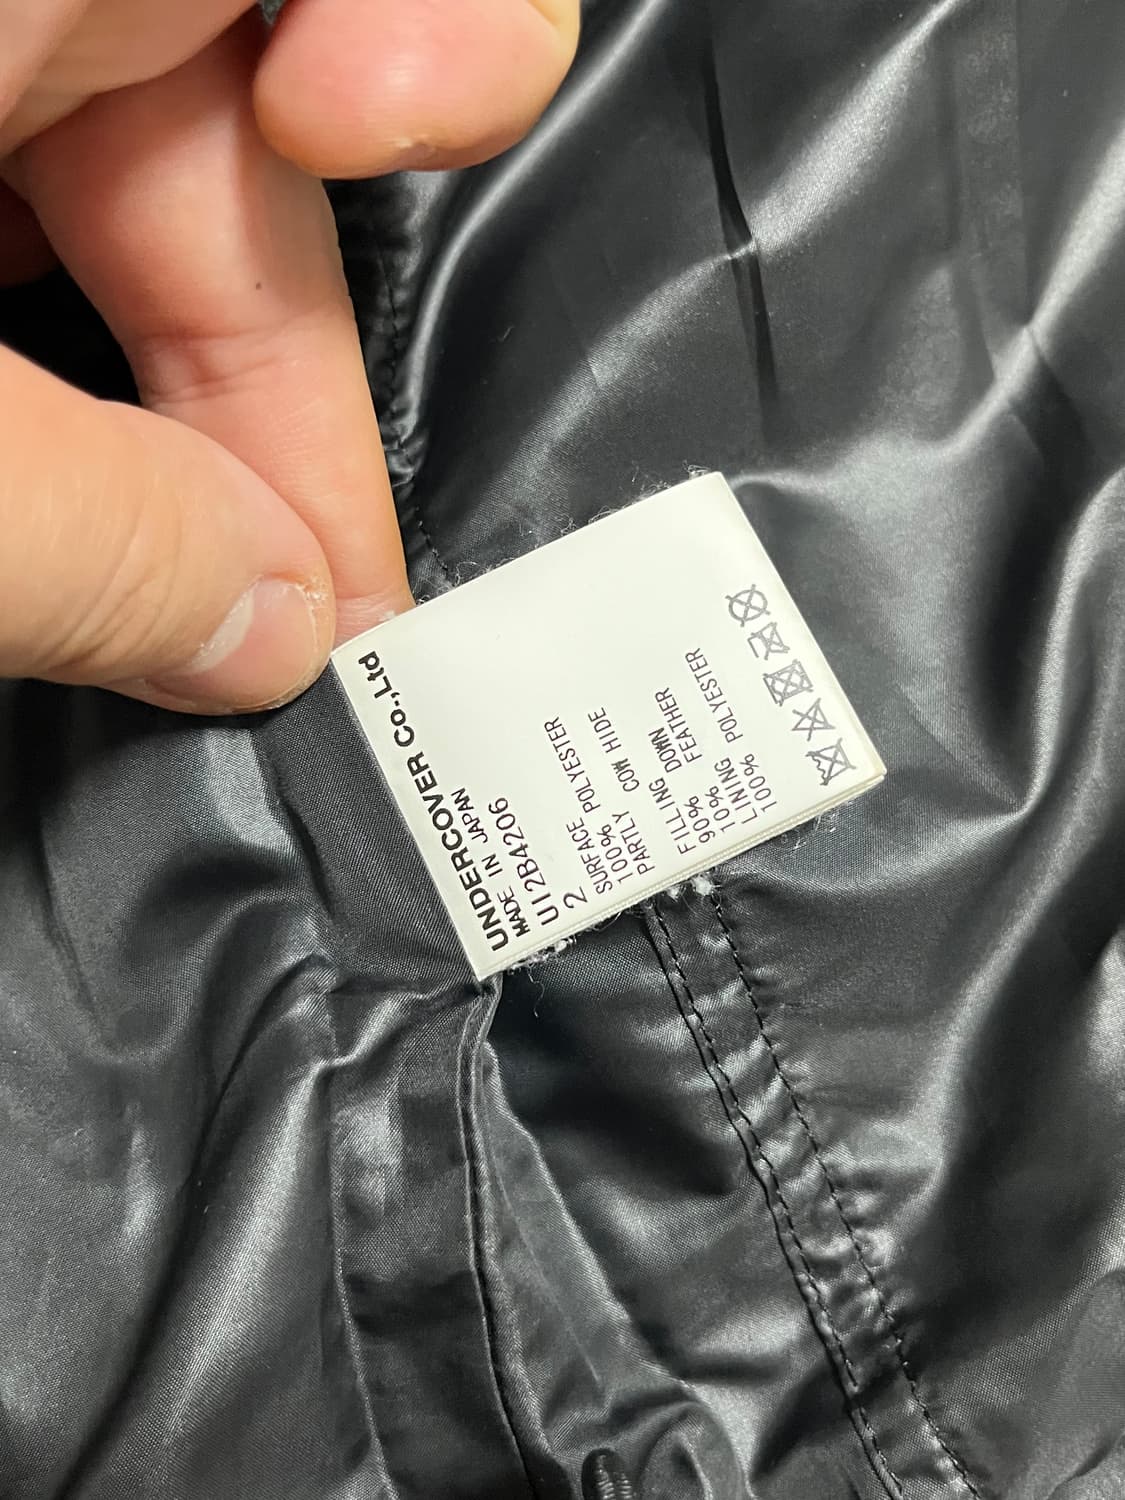 UNDERCOVER Co.,Ltd
MADE IN JAPAN
UI2B4206
2
SURFACE
100% POLYESTER
PARTLY COW HIDE
FILLING
90% DOWN
10% FEATHER
LINING
100% POLYESTER